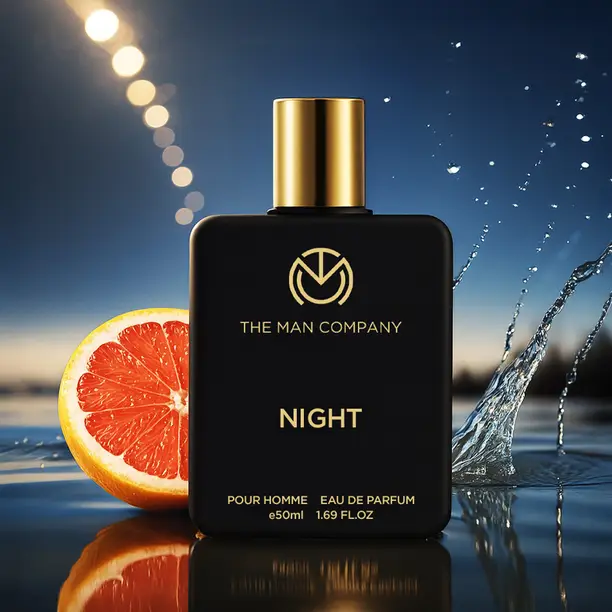 THE MAN COMPANY
NIGHT
POUR HOMME EAU DE PARFUM
e50ml 1.69 FL.OZ